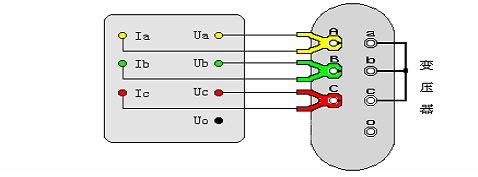 Ia Ua A a
Ib Ub B b
Ic Uc C c
Uo o
变压器